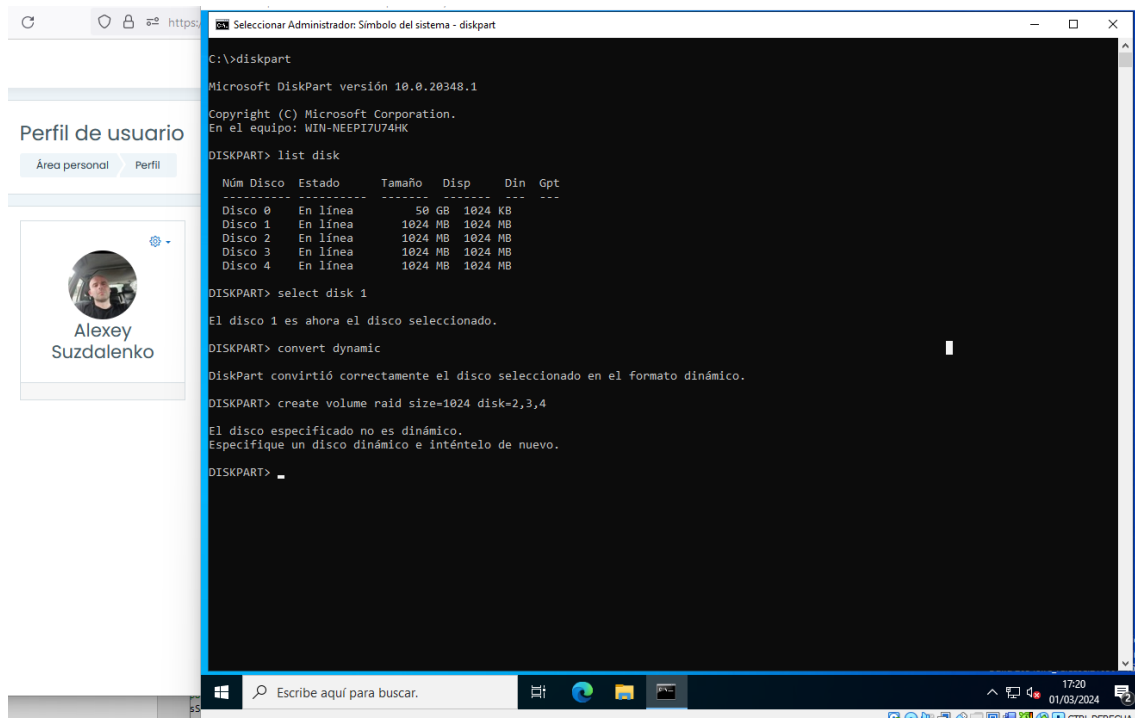 https:/
Perfil de usuario
Área personal Perfil
Alexey
Suzdalenko
Seleccionar Administrador: Símbolo del sistema - diskpart
C:\>diskpart
Microsoft DiskPart versión 10.0.20348.1
Copyright (C) Microsoft Corporation.
En el equipo: WIN-NEEPI7U74HK
DISKPART> list disk
Núm Disco Estado Tamaño Disp Din Gpt
---------- ---------- ------- ------- --- ---
Disco 0 En línea 50 GB 1024 KB
Disco 1 En línea 1024 MB 1024 MB
Disco 2 En línea 1024 MB 1024 MB
Disco 3 En línea 1024 MB 1024 MB
Disco 4 En línea 1024 MB 1024 MB
DISKPART> select disk 1
El disco 1 es ahora el disco seleccionado.
DISKPART> convert dynamic
DiskPart convirtió correctamente el disco seleccionado en el formato dinámico.
DISKPART> create volume raid size=1024 disk=2,3,4
El disco especificado no es dinámico.
Especifique un disco dinámico e inténtelo de nuevo.
DISKPART>
Escribe aquí para buscar.
17:20
01/03/2024
2
CTRL DERECHA